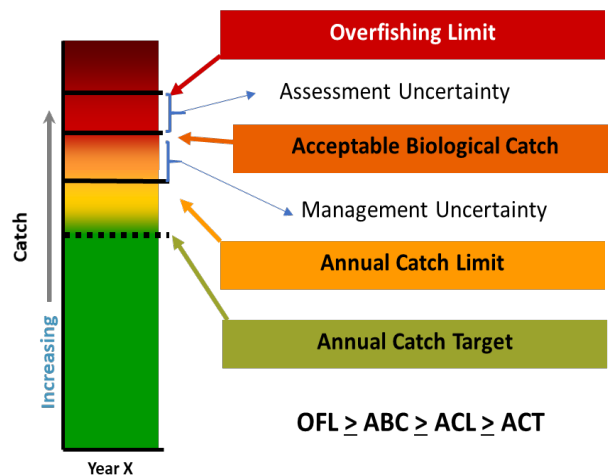 Overfishing Limit
Assessment Uncertainty
Acceptable Biological Catch
Management Uncertainty
Annual Catch Limit
Annual Catch Target
OFL ≥ ABC ≥ ACL ≥ ACT
Catch
Increasing
Year X